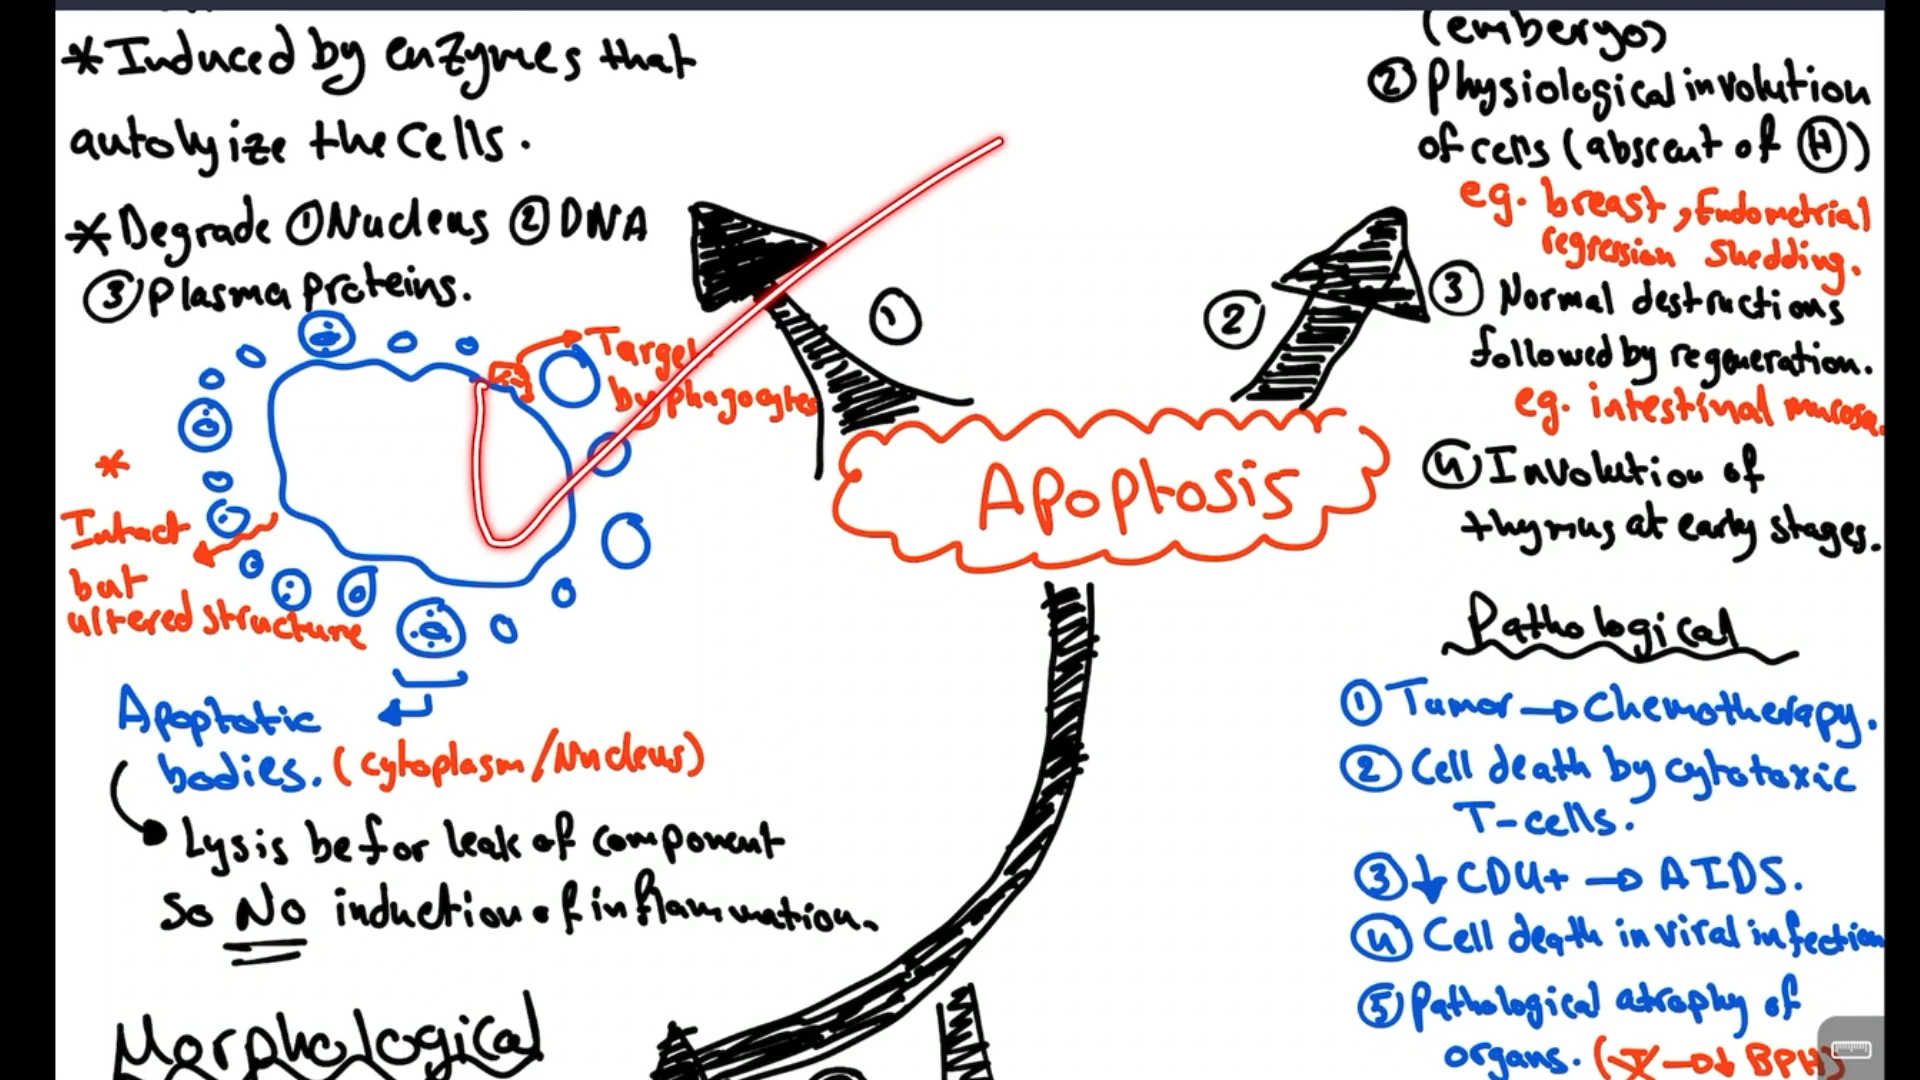 * Induced by enzymes that
autolyize the cells.
* Degrade ① Nucleus ② DNA
③ Plasma proteins.
Target
by phagocytes
*
Intact
but
ultered structure
Apoptotic
bodies. (cytoplasm/Nucleus)
Lysis befor leak of component
so No induction of inflammation.
Morphological
①
②
Apoptosis
(embergo)
② Physiological involution
of cells (abscent of Ⓗ)
eg. breast, Endometrial
regression shedding.
③ Normal destructions
followed by regeneration.
eg. intestinal mucosa.
④ Involution of
thymus at early stages.
Pathological
① Tumor → Chemotherapy.
② Cell death by cytotoxic
T-cells.
③ ↓ CD4+ → AIDS.
④ Cell death in viral infection
⑤ Pathological atrophy of
organs. ( → ↓ BPH)